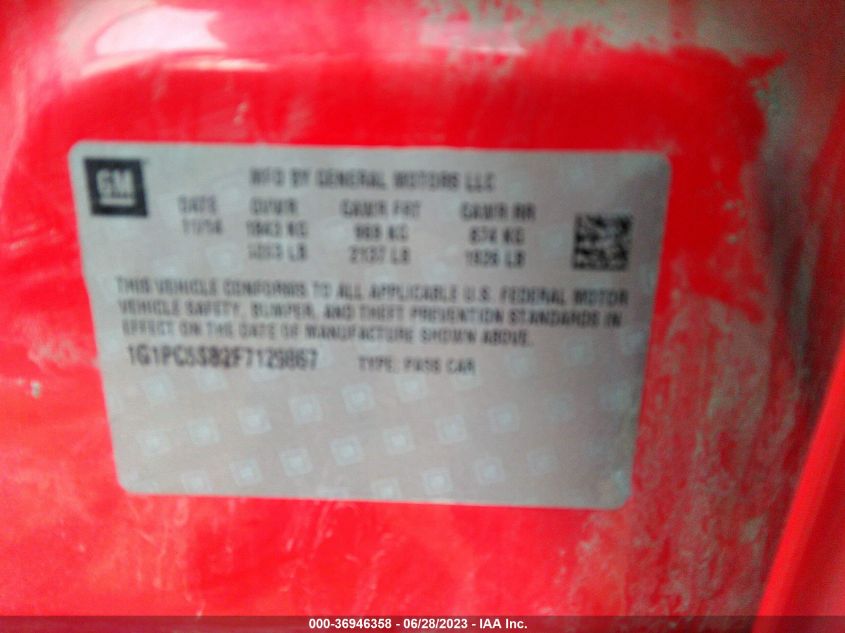 GM
MFD BY GENERAL MOTORS LLC
DATE GVWR GAWR FRT GAWR RR
11/14 1843 KG 969 KG 874 KG
LB 2137 LB 1926 LB
THIS VEHICLE CONFORMS TO ALL APPLICABLE U.S. FEDERAL MOTOR
VEHICLE SAFETY, BUMPER, AND THEFT PREVENTION STANDARDS IN
EFFECT ON THE DATE OF MANUFACTURE SHOWN ABOVE.
1G1PC5SB2F7129867 TYPE: PASS CAR
000-36946358 - 06/28/2023 - IAA Inc.